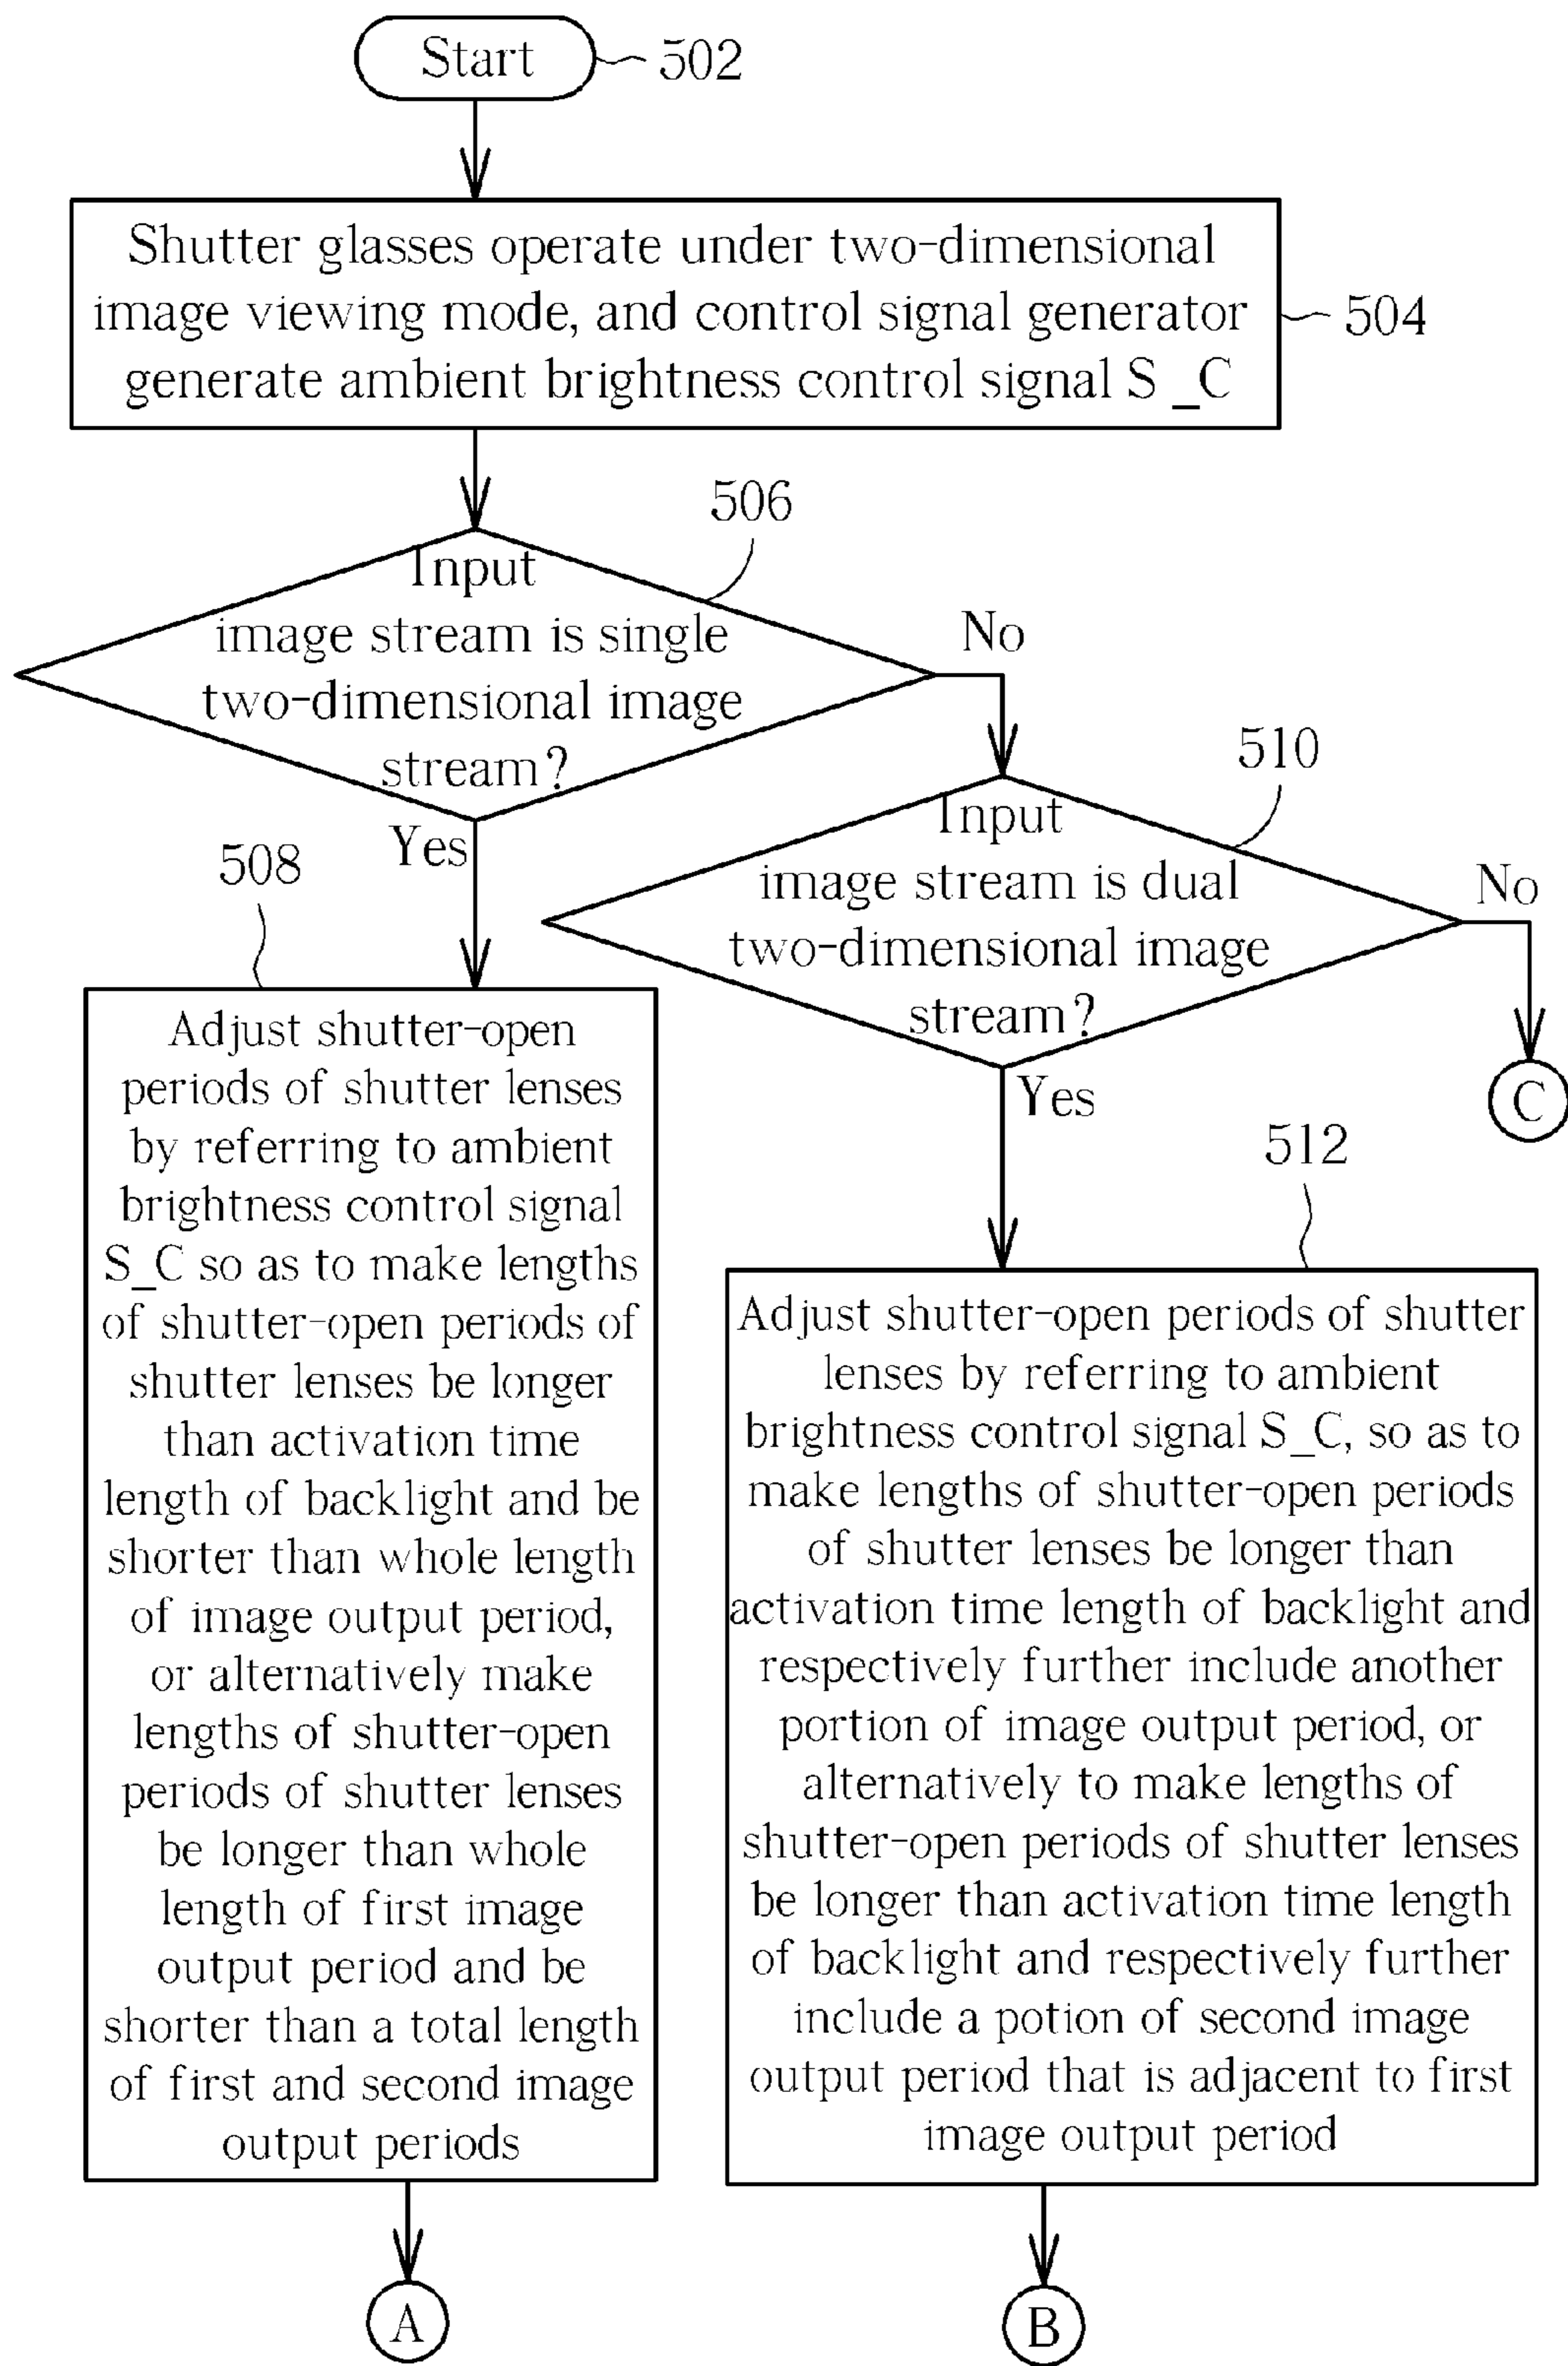 Start
502
Shutter glasses operate under two-dimensional
image viewing mode, and control signal generator
generate ambient brightness control signal S_C
504
506
Input
image stream is single
two-dimensional image
stream?
No
Yes
510
Input
image stream is dual
two-dimensional image
stream?
No
Yes
C
508
Adjust shutter-open
periods of shutter lenses
by referring to ambient
brightness control signal
S_C so as to make lengths
of shutter-open periods of
shutter lenses be longer
than activation time
length of backlight and be
shorter than whole length
of image output period,
or alternatively make
lengths of shutter-open
periods of shutter lenses
be longer than whole
length of first image
output period and be
shorter than a total length
of first and second image
output periods
A
512
Adjust shutter-open periods of shutter
lenses by referring to ambient
brightness control signal S_C, so as to
make lengths of shutter-open periods
of shutter lenses be longer than
activation time length of backlight and
respectively further include another
portion of image output period, or
alternatively to make lengths of
shutter-open periods of shutter lenses
be longer than activation time length
of backlight and respectively further
include a potion of second image
output period that is adjacent to first
image output period
B